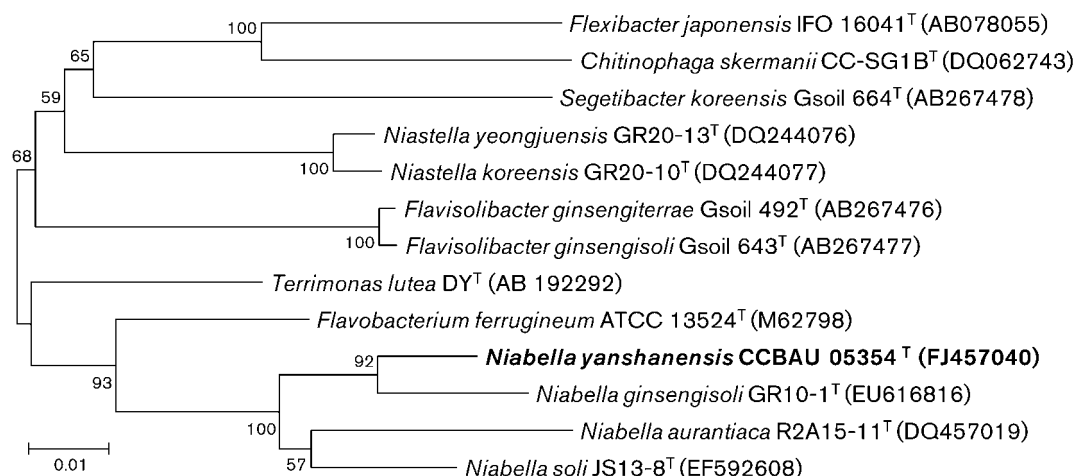 100
Flexibacter japonensis IFO 16041T (AB078055)
65
Chitinophaga skermanii CC-SG1BT (DQ062743)
59
Segetibacter koreensis Gsoil 664T (AB267478)
Niastella yeongjuensis GR20-13T (DQ244076)
68
100
Niastella koreensis GR20-10T (DQ244077)
Flavisolibacter ginsengiterrae Gsoil 492T (AB267476)
100
Flavisolibacter ginsengisoli Gsoil 643T (AB267477)
Terrimonas lutea DYT (AB 192292)
Flavobacterium ferrugineum ATCC 13524T (M62798)
92
Niabella yanshanensis CCBAU 05354 T (FJ457040)
93
Niabella ginsengisoli GR10-1T (EU616816)
100
Niabella aurantiaca R2A15-11T (DQ457019)
0.01
57
Niabella soli JS13-8T (EF592608)